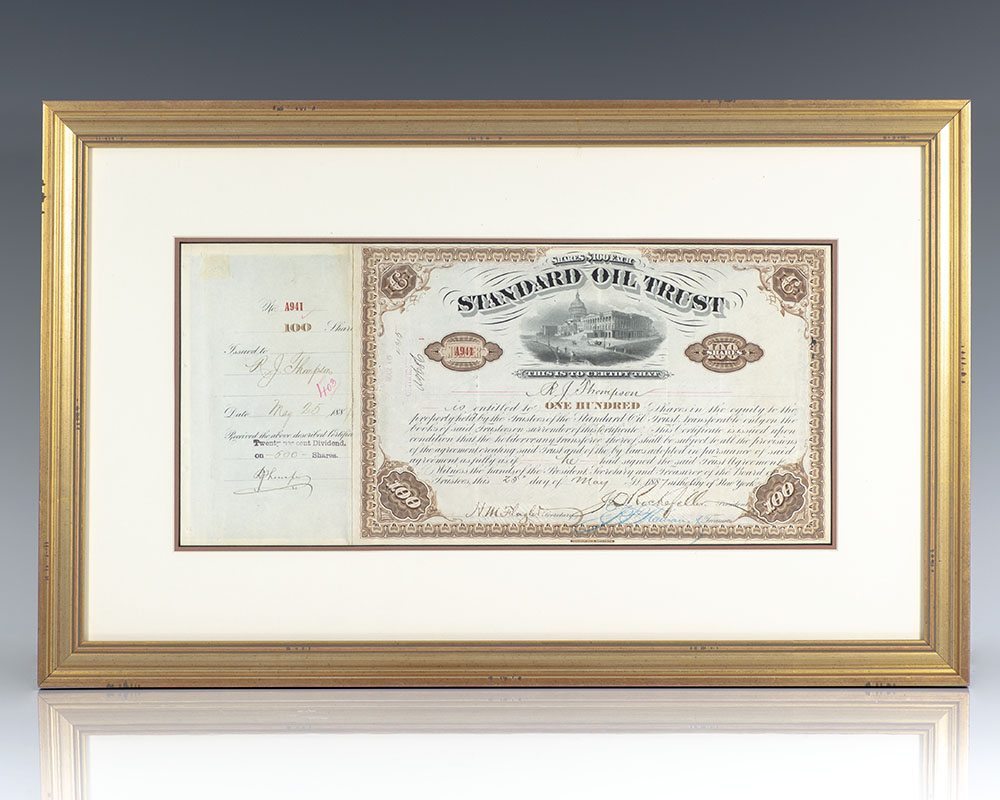 No. A941
100 Share
Issued to
R. J. Thompson
403
Date May 25 188
Received the above described Certificate
Twenty per cent Dividend,
on -500- Shares.
SHARES $100 EACH
STANDARD OIL TRUST
A941
SHARES
THIS IS TO CERTIFY THAT
R. J. Thompson
is entitled to ONE HUNDRED shares in the equity to the
property held by the Trustees of the Standard Oil Trust, transferable only on the
books of said Trustees on surrender of this Certificate. This Certificate is issued upon
condition that the holder or any transferee thereof shall be subject to all the provisions
of the agreement creating said Trust and of the by-laws adopted in pursuance of said
agreement as fully as if he had signed the said Trust Agreement.
Witness the hands of the President, Secretary and Treasurer of the Board of
Trustees, this 25 day of May A.D. 1887 in the City of New York
100
H M Flagler Secretary
J D Rockefeller
Treasurer
100